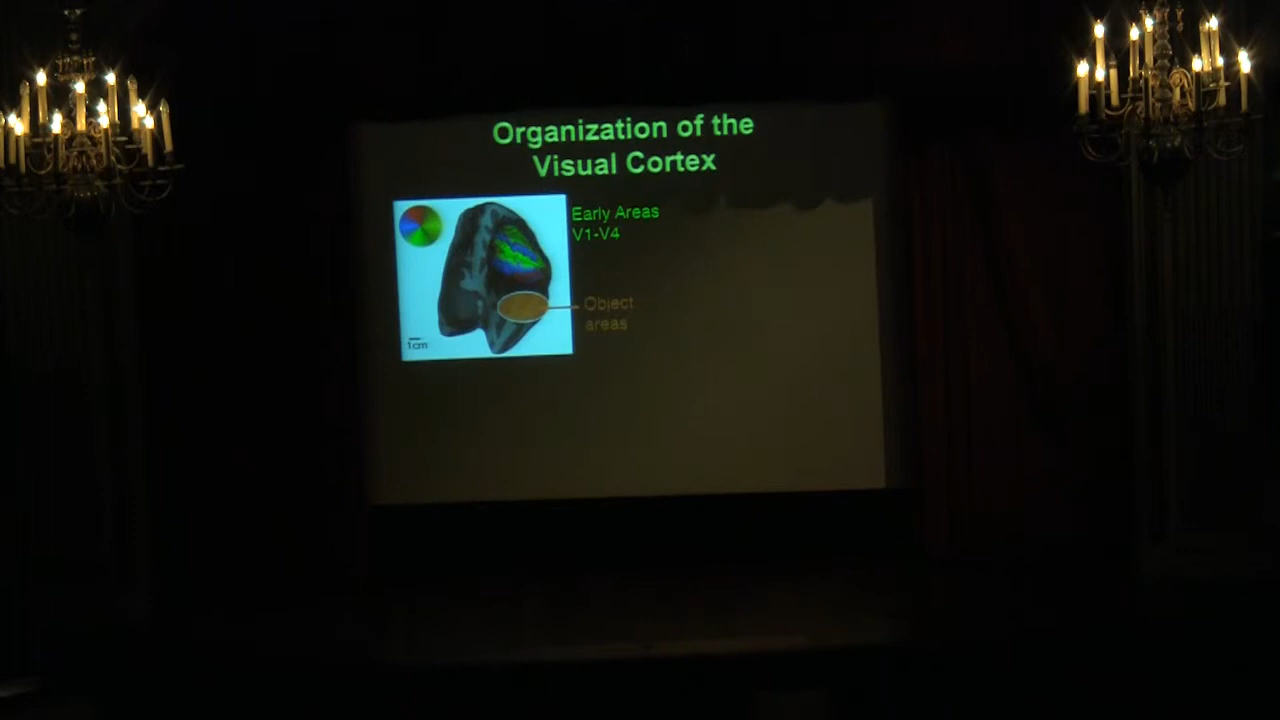 Organization of the
Visual Cortex
Early Areas
V1-V4
Object
areas
1cm